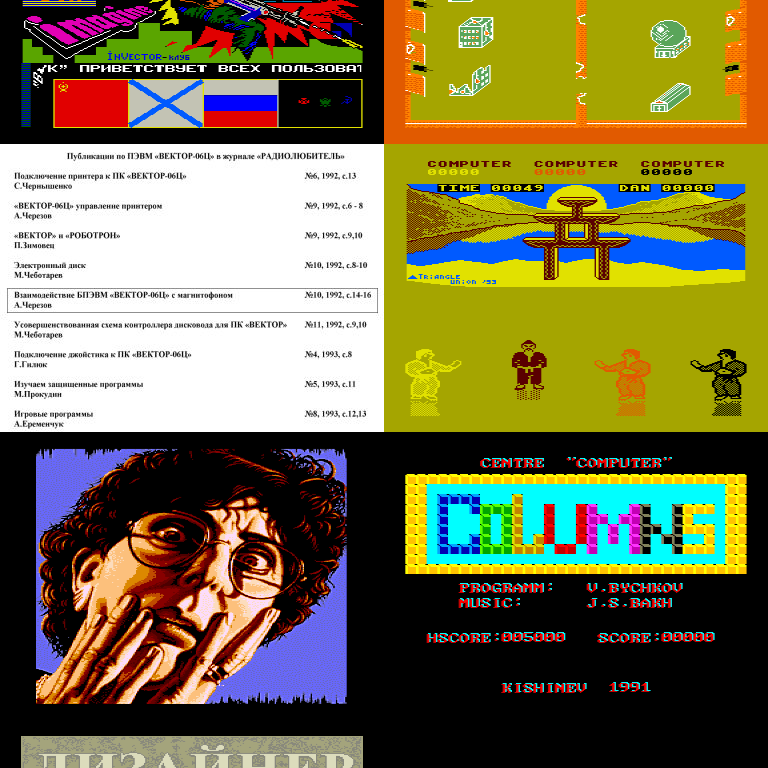 imagine
INVECTOR-клуб
К" ПРИВЕТСТВУЕТ ВСЕХ ПОЛЬЗОВАТ
Публикации по ПЭВМ «ВЕКТОР-06Ц» в журнале «РАДИОЛЮБИТЕЛЬ»
Подключение принтера к ПК «ВЕКТОР-06Ц» №6, 1992, с.13
С.Чернышенко
«ВЕКТОР-06Ц» управление принтером №9, 1992, с.6 - 8
А.Черезов
«ВЕКТОР» и «РОБОТРОН» №9, 1992, с.9,10
П.Зимовец
Электронный диск №10, 1992, с.8-10
М.Чеботарев
Взаимодействие БПЭВМ «ВЕКТОР-06Ц» с магнитофоном №10, 1992, с.14-16
А.Черезов
Усовершенствованная схема контроллера дисковода для ПК «ВЕКТОР» №11, 1992, с.9,10
М.Чеботарев
Подключение джойстика к ПК «ВЕКТОР-06Ц» №4, 1993, с.8
Г.Гилюк
Изучаем защищенные программы №5, 1993, с.11
М.Прокудин
Игровые программы №8, 1993, с.12,13
А.Еременчук
COMPUTER COMPUTER COMPUTER
00000 00000 00000
TIME 00049 DAN 00000
TRIANGLE
UNION '93
CENTRE "COMPUTER"
COLUMNS
PROGRAMM: V.BYCHKOV
MUSIC: J.S.BAKH
HSCORE:005000 SCORE:00000
KISHINEV 1991
ДИЗАЙНЕР